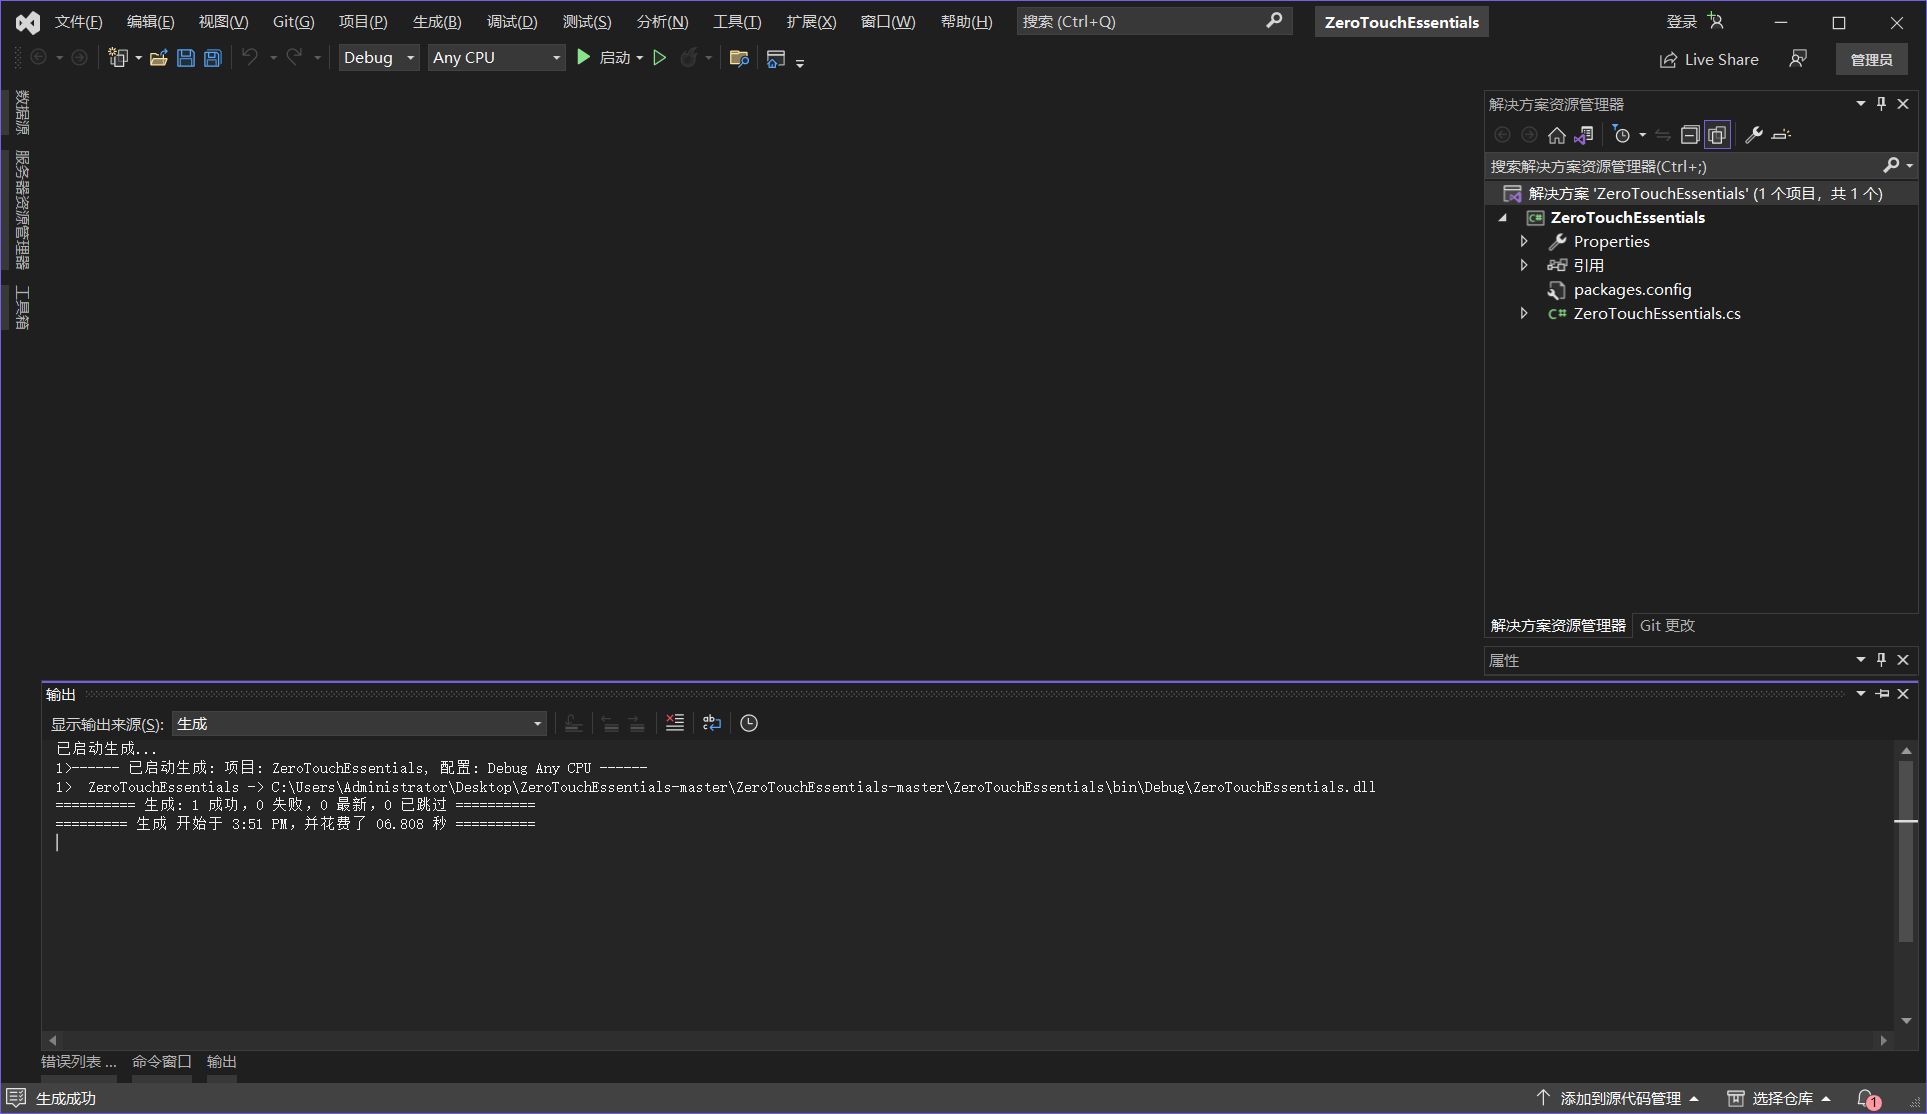 文件(F) 编辑(E) 视图(V) Git(G) 项目(P) 生成(B) 调试(D) 测试(S) 分析(N) 工具(T) 扩展(X) 窗口(W) 帮助(H) 搜索 (Ctrl+Q) ZeroTouchEssentials 登录
Debug Any CPU 启动 Live Share 管理员
数据源
服务器资源管理器
工具箱
解决方案资源管理器
搜索解决方案资源管理器(Ctrl+;)
解决方案 'ZeroTouchEssentials' (1 个项目，共 1 个)
C# ZeroTouchEssentials
Properties
引用
packages.config
C# ZeroTouchEssentials.cs
解决方案资源管理器 Git 更改
属性
输出
显示输出来源(S): 生成
已启动生成...
1>------ 已启动生成: 项目: ZeroTouchEssentials, 配置: Debug Any CPU ------
1>  ZeroTouchEssentials -> C:\Users\Administrator\Desktop\ZeroTouchEssentials-master\ZeroTouchEssentials-master\ZeroTouchEssentials\bin\Debug\ZeroTouchEssentials.dll
========== 生成: 1 成功，0 失败，0 最新，0 已跳过 ==========
========= 生成 开始于 3:51 PM，并花费了 06.808 秒 ==========
错误列表 ... 命令窗口 输出
生成成功 添加到源代码管理 选择仓库 1